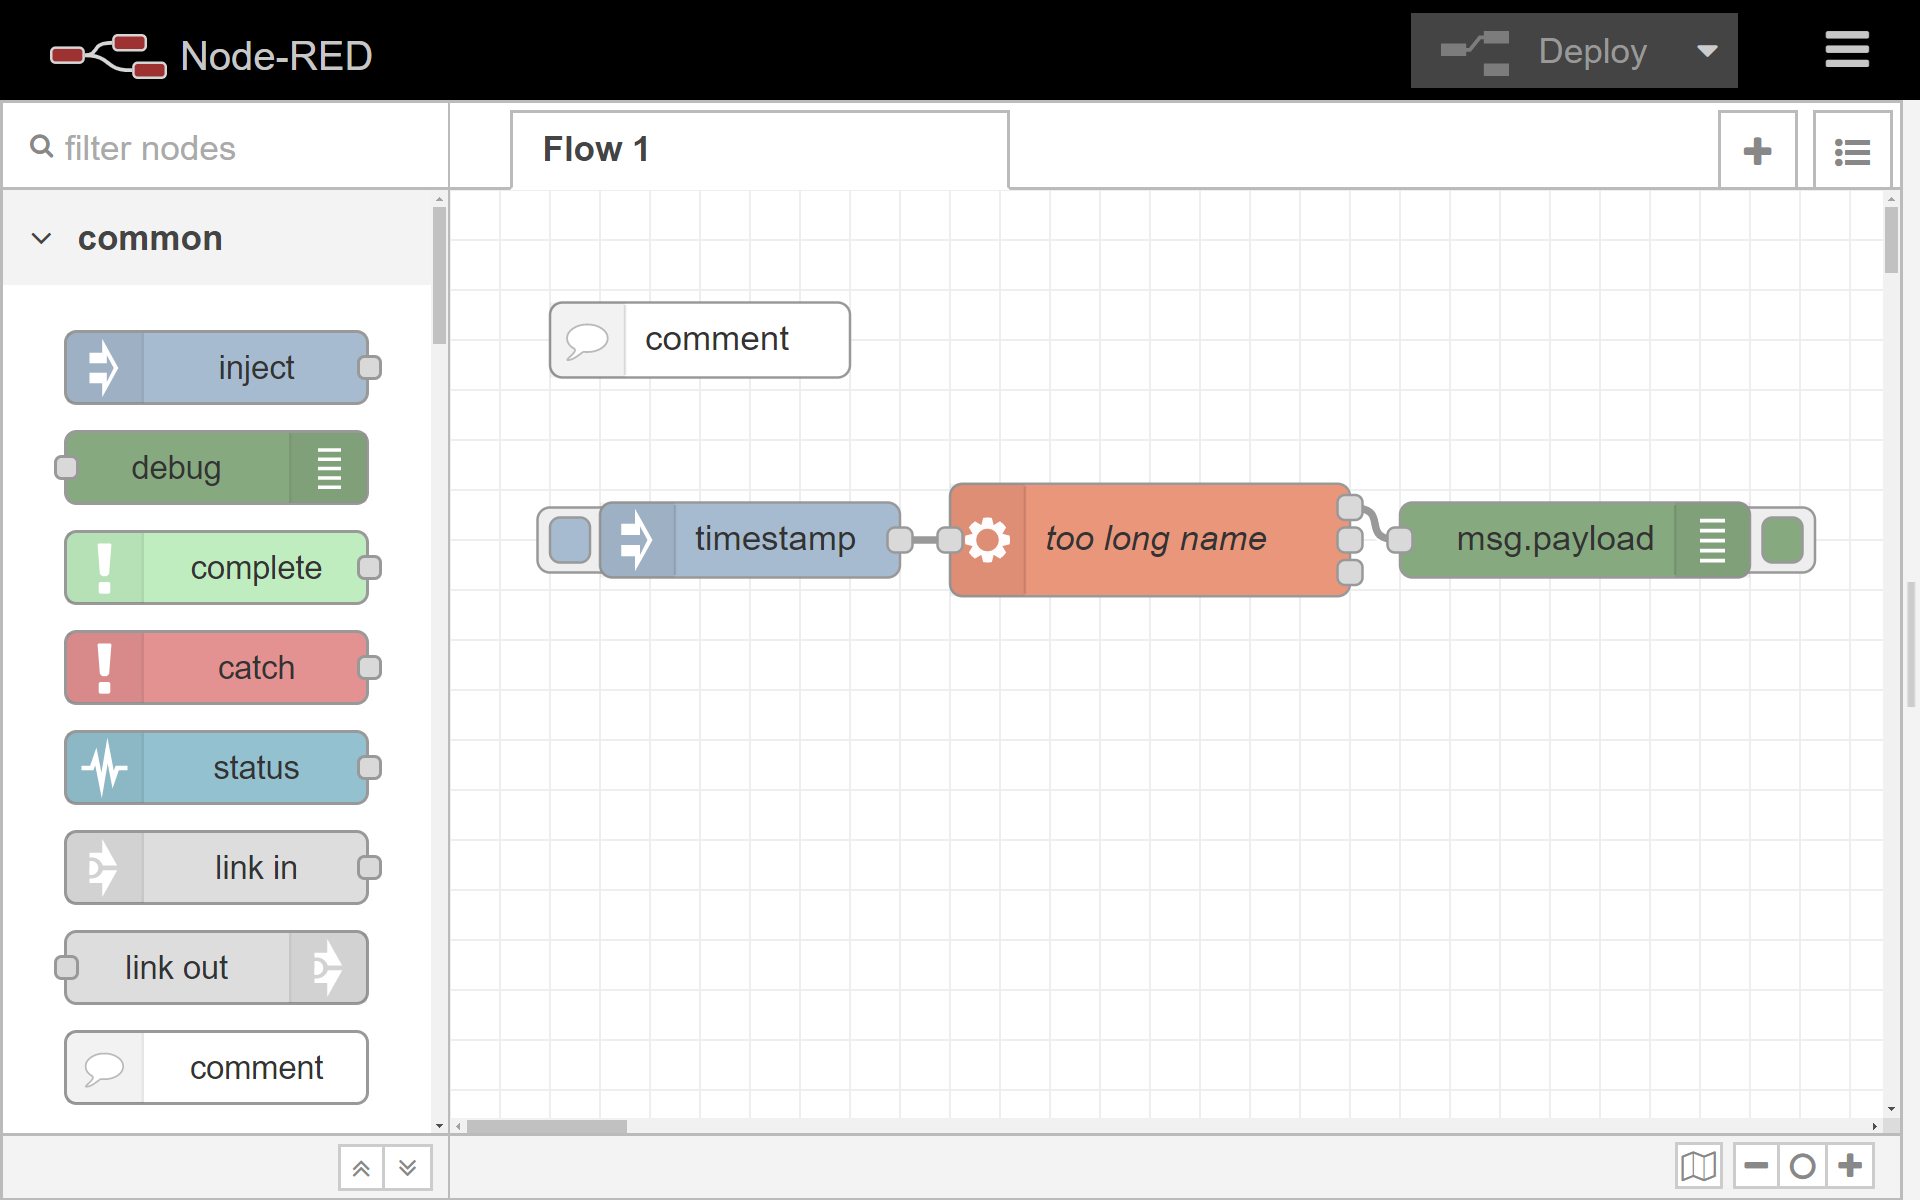 Node-RED
Deploy
filter nodes
Flow 1
common
inject
debug
complete
catch
status
link in
link out
comment
comment
timestamp
too long name
msg.payload